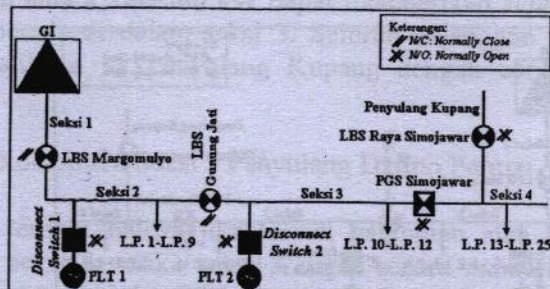 GI
Keterangan:
N/C: Normally Close
N/O: Normally Open
Penyulang Kupang
Seksi 1
LBS Raya Simojawar
LBS Margomulyo
LBS
Gunung Jati
PGS Simojawar
Seksi 2
Seksi 3
Seksi 4
Disconnect
Switch 1
L.P. 1-L.P. 9
Disconnect
Switch 2
L.P. 10-L.P. 12
L.P. 13-L.P. 25
PLT 1
PLT 2